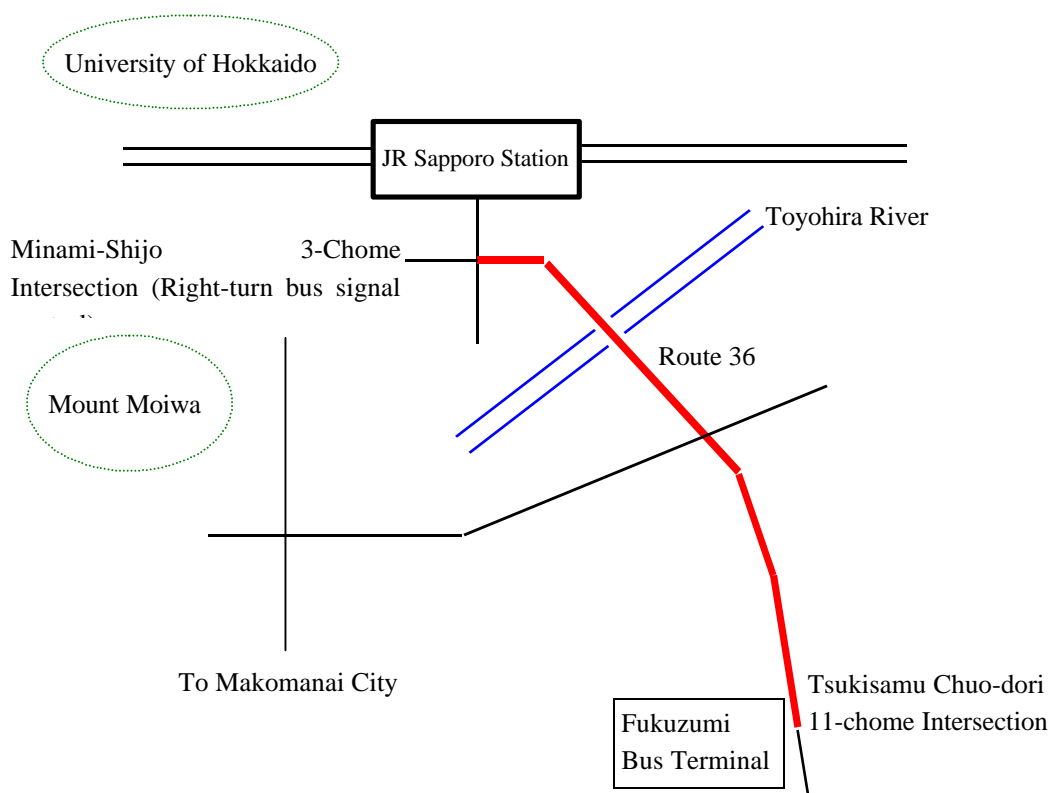 University of Hokkaido
JR Sapporo Station
Toyohira River
Minami-Shijo 3-Chome
Intersection (Right-turn bus signal
Route 36
Mount Moiwa
To Makomanai City
Tsukisamu Chuo-dori
11-chome Intersection
Fukuzumi
Bus Terminal